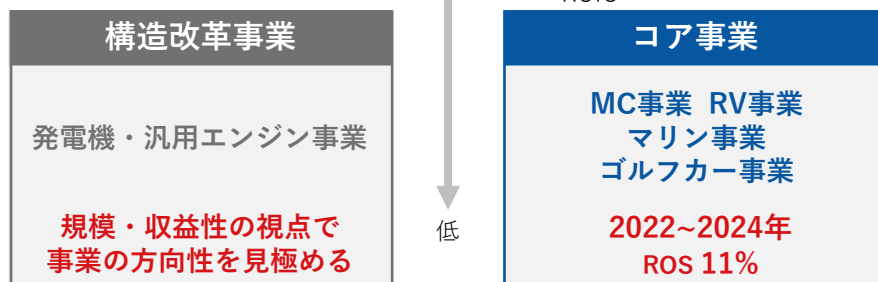 構造改革事業
発電機・汎用エンジン事業
規模・収益性の視点で
事業の方向性を見極める
低
コア事業
MC事業 RV事業
マリン事業
ゴルフカー事業
2022~2024年
ROS 11%